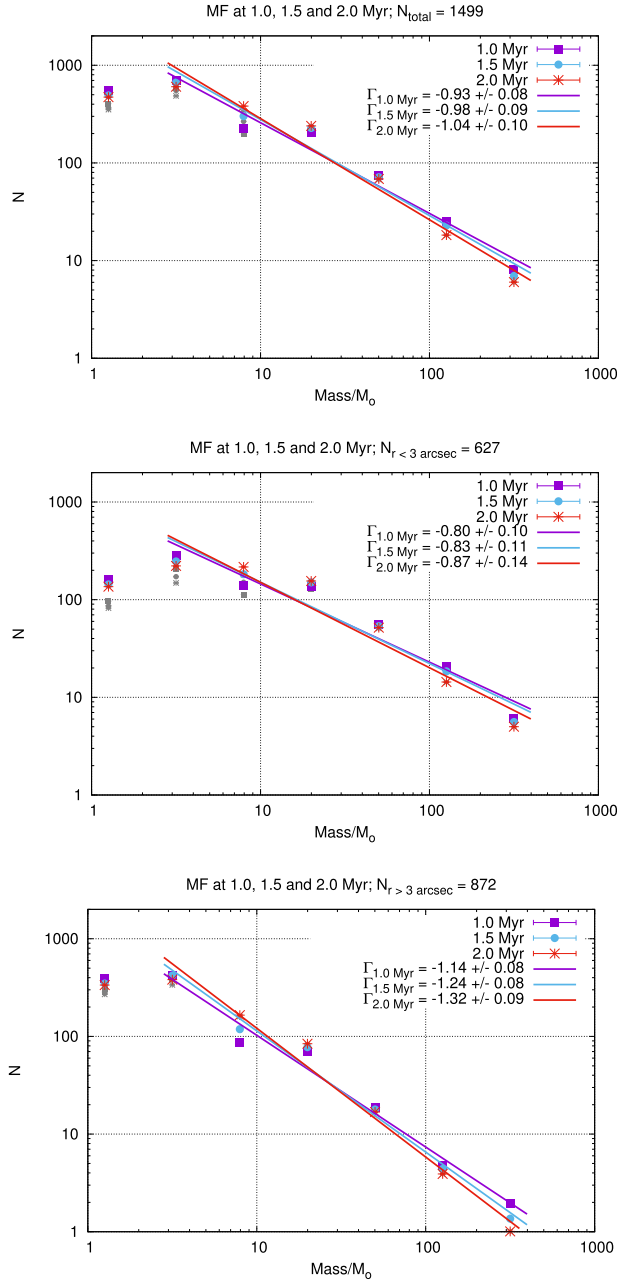 MF at 1.0, 1.5 and 2.0 Myr; N_total = 1499
1000
100
10
1
N
1.0 Myr
1.5 Myr
2.0 Myr
Γ_1.0 Myr = -0.93 +/- 0.08
Γ_1.5 Myr = -0.98 +/- 0.09
Γ_2.0 Myr = -1.04 +/- 0.10
1 10 100 1000
Mass/M_o
MF at 1.0, 1.5 and 2.0 Myr; N_r < 3 arcsec = 627
1000
100
10
1
N
1.0 Myr
1.5 Myr
2.0 Myr
Γ_1.0 Myr = -0.80 +/- 0.10
Γ_1.5 Myr = -0.83 +/- 0.11
Γ_2.0 Myr = -0.87 +/- 0.14
1 10 100 1000
Mass/M_o
MF at 1.0, 1.5 and 2.0 Myr; N_r > 3 arcsec = 872
1000
100
10
1
N
1.0 Myr
1.5 Myr
2.0 Myr
Γ_1.0 Myr = -1.14 +/- 0.08
Γ_1.5 Myr = -1.24 +/- 0.08
Γ_2.0 Myr = -1.32 +/- 0.09
1 10 100 1000
Mass/M_o